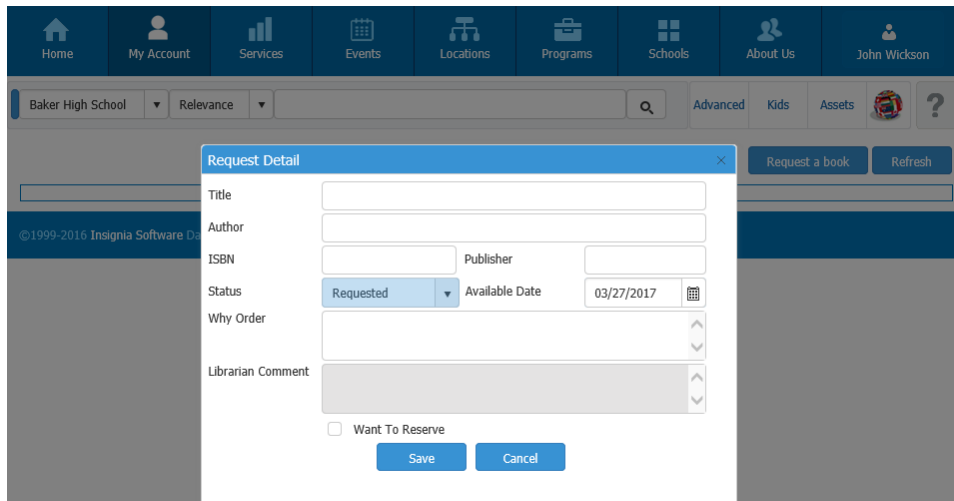 Home My Account Services Events Locations Programs Schools About Us John Wickson
Baker High School Relevance Advanced Kids Assets ?
Request a book Refresh
Request Detail ×
Title
Author
©1999-2016 Insignia Software Da
ISBN Publisher
Status Requested Available Date 03/27/2017
Why Order
Librarian Comment
Want To Reserve
Save Cancel